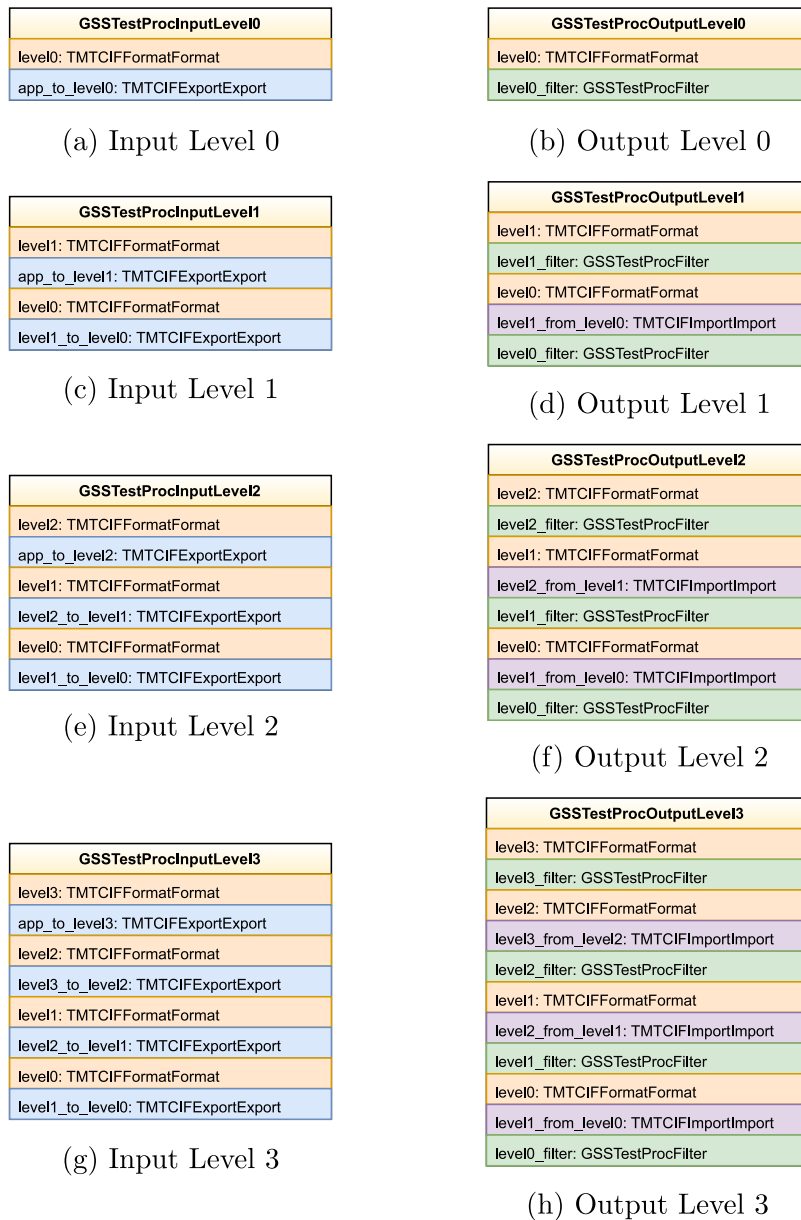 GSSTestProcInputLevel0
level0: TMTCIFFormatFormat
app_to_level0: TMTCIFExportExport
(a) Input Level 0
GSSTestProcOutputLevel0
level0: TMTCIFFormatFormat
level0_filter: GSSTestProcFilter
(b) Output Level 0
GSSTestProcInputLevel1
level1: TMTCIFFormatFormat
app_to_level1: TMTCIFExportExport
level0: TMTCIFFormatFormat
level1_to_level0: TMTCIFExportExport
(c) Input Level 1
GSSTestProcOutputLevel1
level1: TMTCIFFormatFormat
level1_filter: GSSTestProcFilter
level0: TMTCIFFormatFormat
level1_from_level0: TMTCIFImportImport
level0_filter: GSSTestProcFilter
(d) Output Level 1
GSSTestProcInputLevel2
level2: TMTCIFFormatFormat
app_to_level2: TMTCIFExportExport
level1: TMTCIFFormatFormat
level2_to_level1: TMTCIFExportExport
level0: TMTCIFFormatFormat
level1_to_level0: TMTCIFExportExport
(e) Input Level 2
GSSTestProcOutputLevel2
level2: TMTCIFFormatFormat
level2_filter: GSSTestProcFilter
level1: TMTCIFFormatFormat
level2_from_level1: TMTCIFImportImport
level1_filter: GSSTestProcFilter
level0: TMTCIFFormatFormat
level1_from_level0: TMTCIFImportImport
level0_filter: GSSTestProcFilter
(f) Output Level 2
GSSTestProcInputLevel3
level3: TMTCIFFormatFormat
app_to_level3: TMTCIFExportExport
level2: TMTCIFFormatFormat
level3_to_level2: TMTCIFExportExport
level1: TMTCIFFormatFormat
level2_to_level1: TMTCIFExportExport
level0: TMTCIFFormatFormat
level1_to_level0: TMTCIFExportExport
(g) Input Level 3
GSSTestProcOutputLevel3
level3: TMTCIFFormatFormat
level3_filter: GSSTestProcFilter
level2: TMTCIFFormatFormat
level3_from_level2: TMTCIFImportImport
level2_filter: GSSTestProcFilter
level1: TMTCIFFormatFormat
level2_from_level1: TMTCIFImportImport
level1_filter: GSSTestProcFilter
level0: TMTCIFFormatFormat
level1_from_level0: TMTCIFImportImport
level0_filter: GSSTestProcFilter
(h) Output Level 3